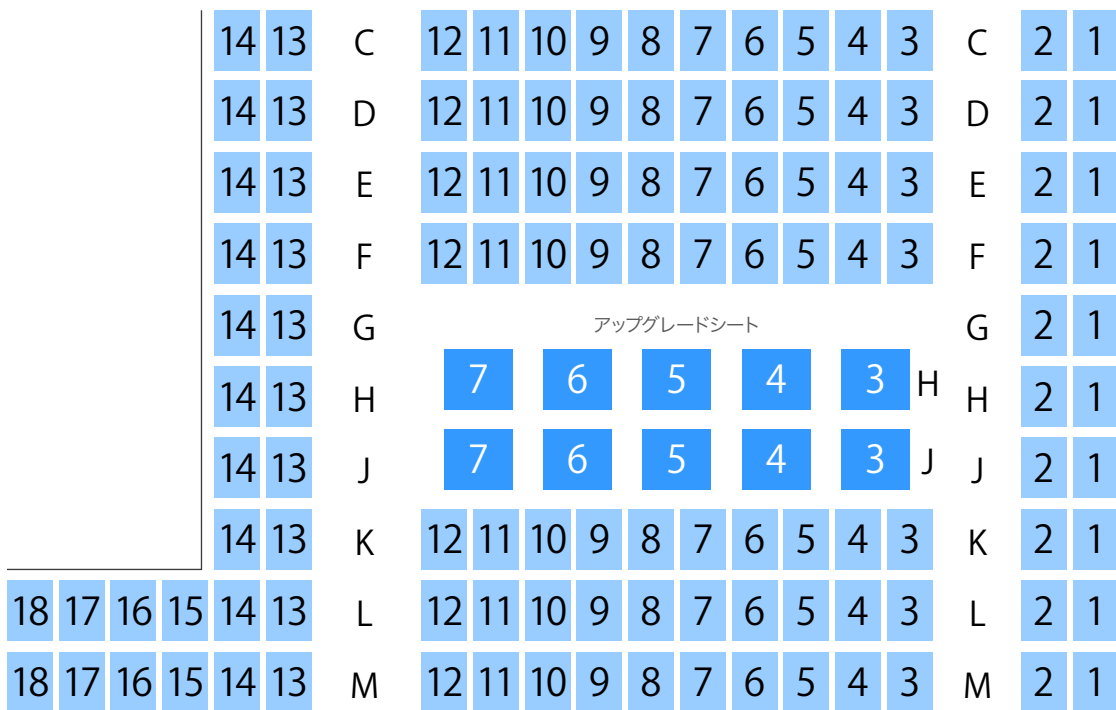 14 13 C 12 11 10 9 8 7 6 5 4 3 C 2 1
14 13 D 12 11 10 9 8 7 6 5 4 3 D 2 1
14 13 E 12 11 10 9 8 7 6 5 4 3 E 2 1
14 13 F 12 11 10 9 8 7 6 5 4 3 F 2 1
14 13 G アップグレードシート G 2 1
14 13 H 7 6 5 4 3 H H 2 1
14 13 J 7 6 5 4 3 J J 2 1
14 13 K 12 11 10 9 8 7 6 5 4 3 K 2 1
18 17 16 15 14 13 L 12 11 10 9 8 7 6 5 4 3 L 2 1
18 17 16 15 14 13 M 12 11 10 9 8 7 6 5 4 3 M 2 1